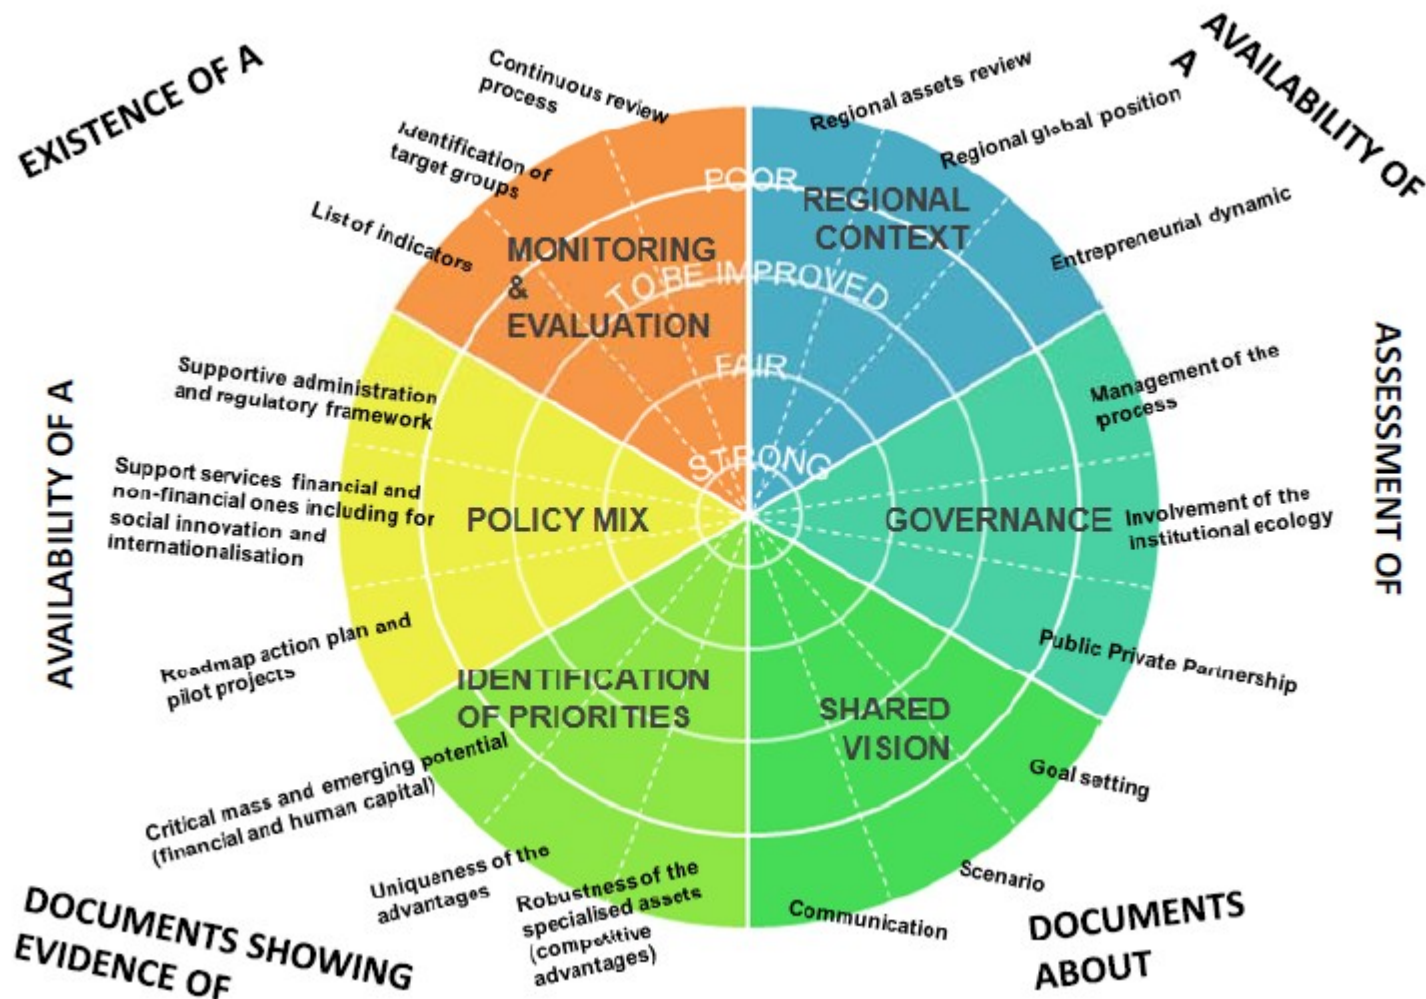 EXISTENCE OF A
Continuous review
process
Identification of
target groups
List of indicators
AVAILABILITY OF
A
Regional assets review
Regional global position
Entrepreneurial dynamic
POOR
TO BE IMPROVED
FAIR
STRONG
MONITORING
&
EVALUATION
REGIONAL
CONTEXT
AVAILABILITY OF A
Supportive administration
and regulatory framework
Support services financial and
non-financial ones including for
social innovation and
internationalisation
Roadmap action plan and
pilot projects
POLICY MIX
GOVERNANCE
ASSESSMENT OF
Management of the
process
Involvement of the
institutional ecology
Public Private Partnership
IDENTIFICATION
OF PRIORITIES
SHARED
VISION
Critical mass and emerging potential
(financial and human capital)
Uniqueness of the
advantages
Robustness of the
specialised assets
(competitive
advantages)
DOCUMENTS SHOWING
EVIDENCE OF
Goal setting
Scenario
Communication
DOCUMENTS
ABOUT